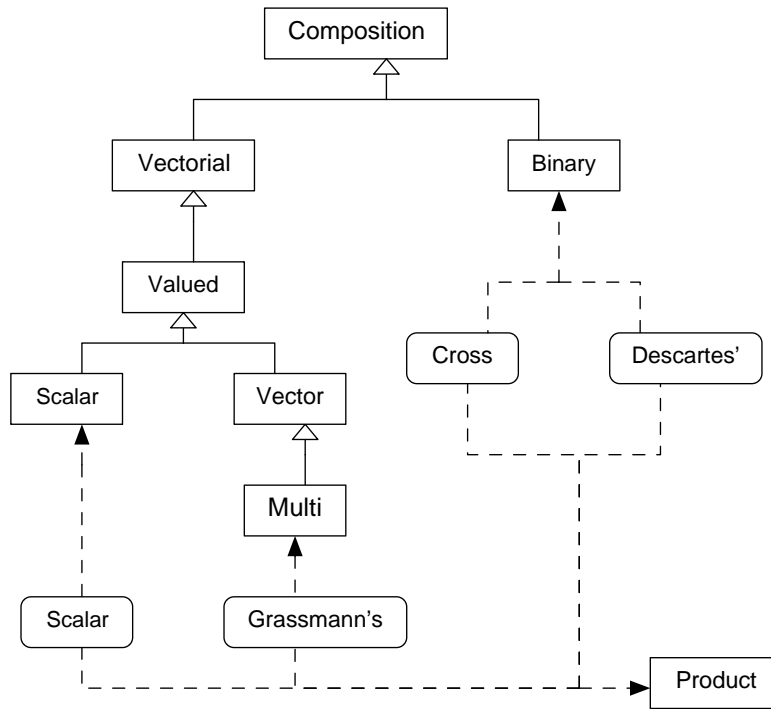 Composition
Vectorial
Binary
Valued
Cross
Descartes’
Scalar
Vector
Multi
Scalar
Grassmann’s
Product